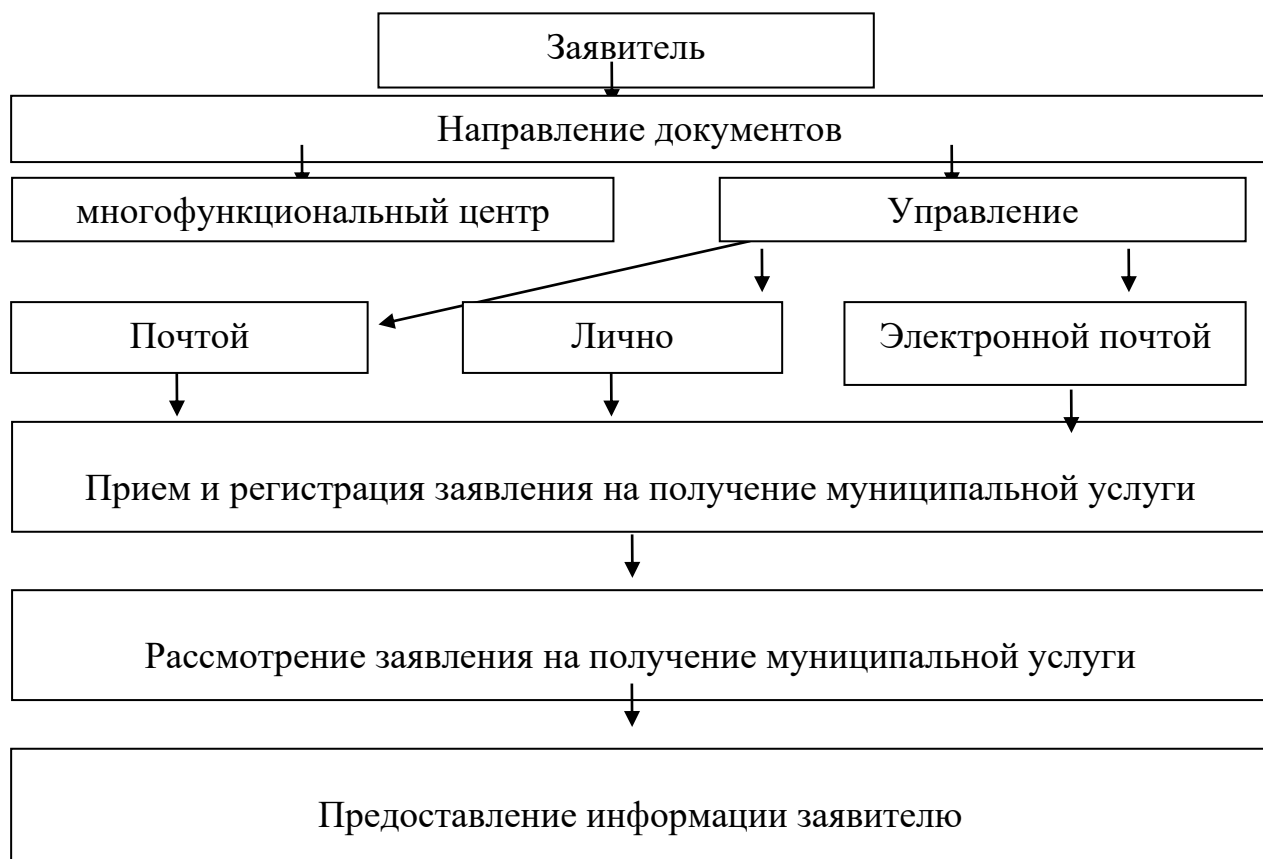 Заявитель
Направление документов
многофункциональный центр
Управление
Почтой
Лично
Электронной почтой
Прием и регистрация заявления на получение муниципальной услуги
Рассмотрение заявления на получение муниципальной услуги
Предоставление информации заявителю